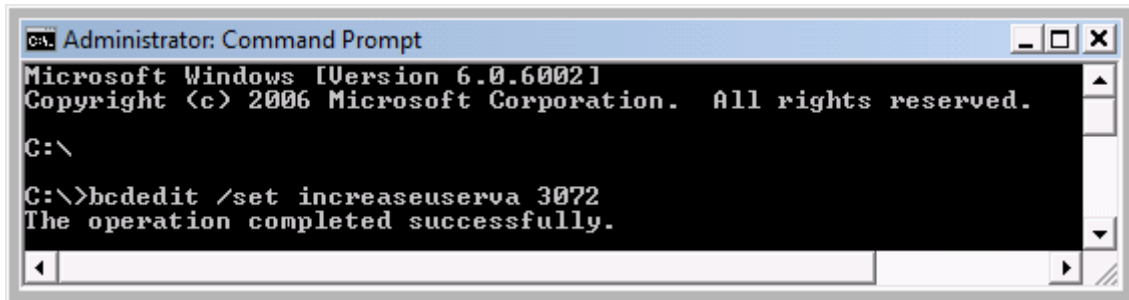 Administrator: Command Prompt
Microsoft Windows [Version 6.0.6002]
Copyright (c) 2006 Microsoft Corporation.  All rights reserved.
C:\
C:\>bcdedit /set increaseuserva 3072
The operation completed successfully.